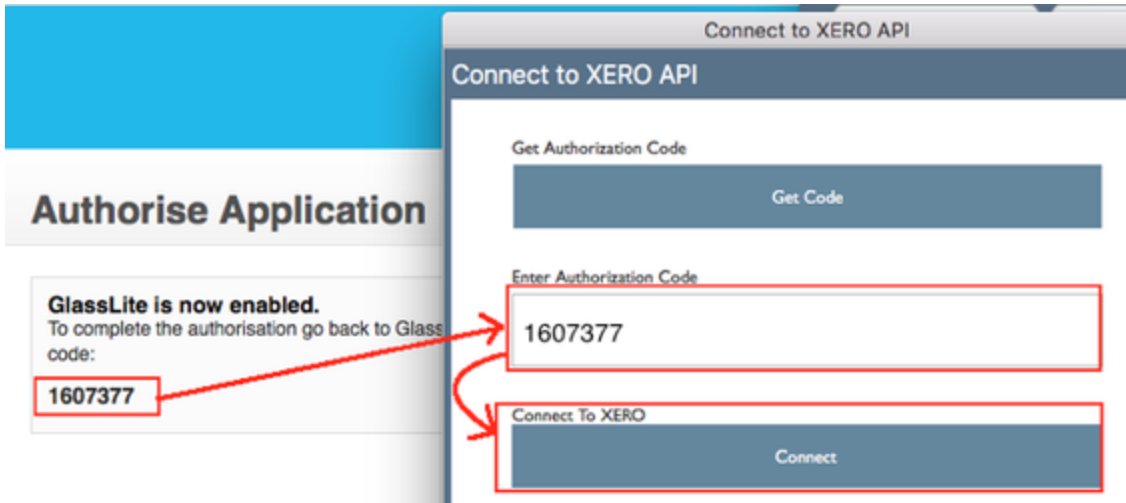 Connect to XERO API
Connect to XERO API
Get Authorization Code
Get Code
Authorise Application
Enter Authorization Code
GlassLite is now enabled.
To complete the authorisation go back to Glass
code:
1607377
1607377
Connect To XERO
Connect